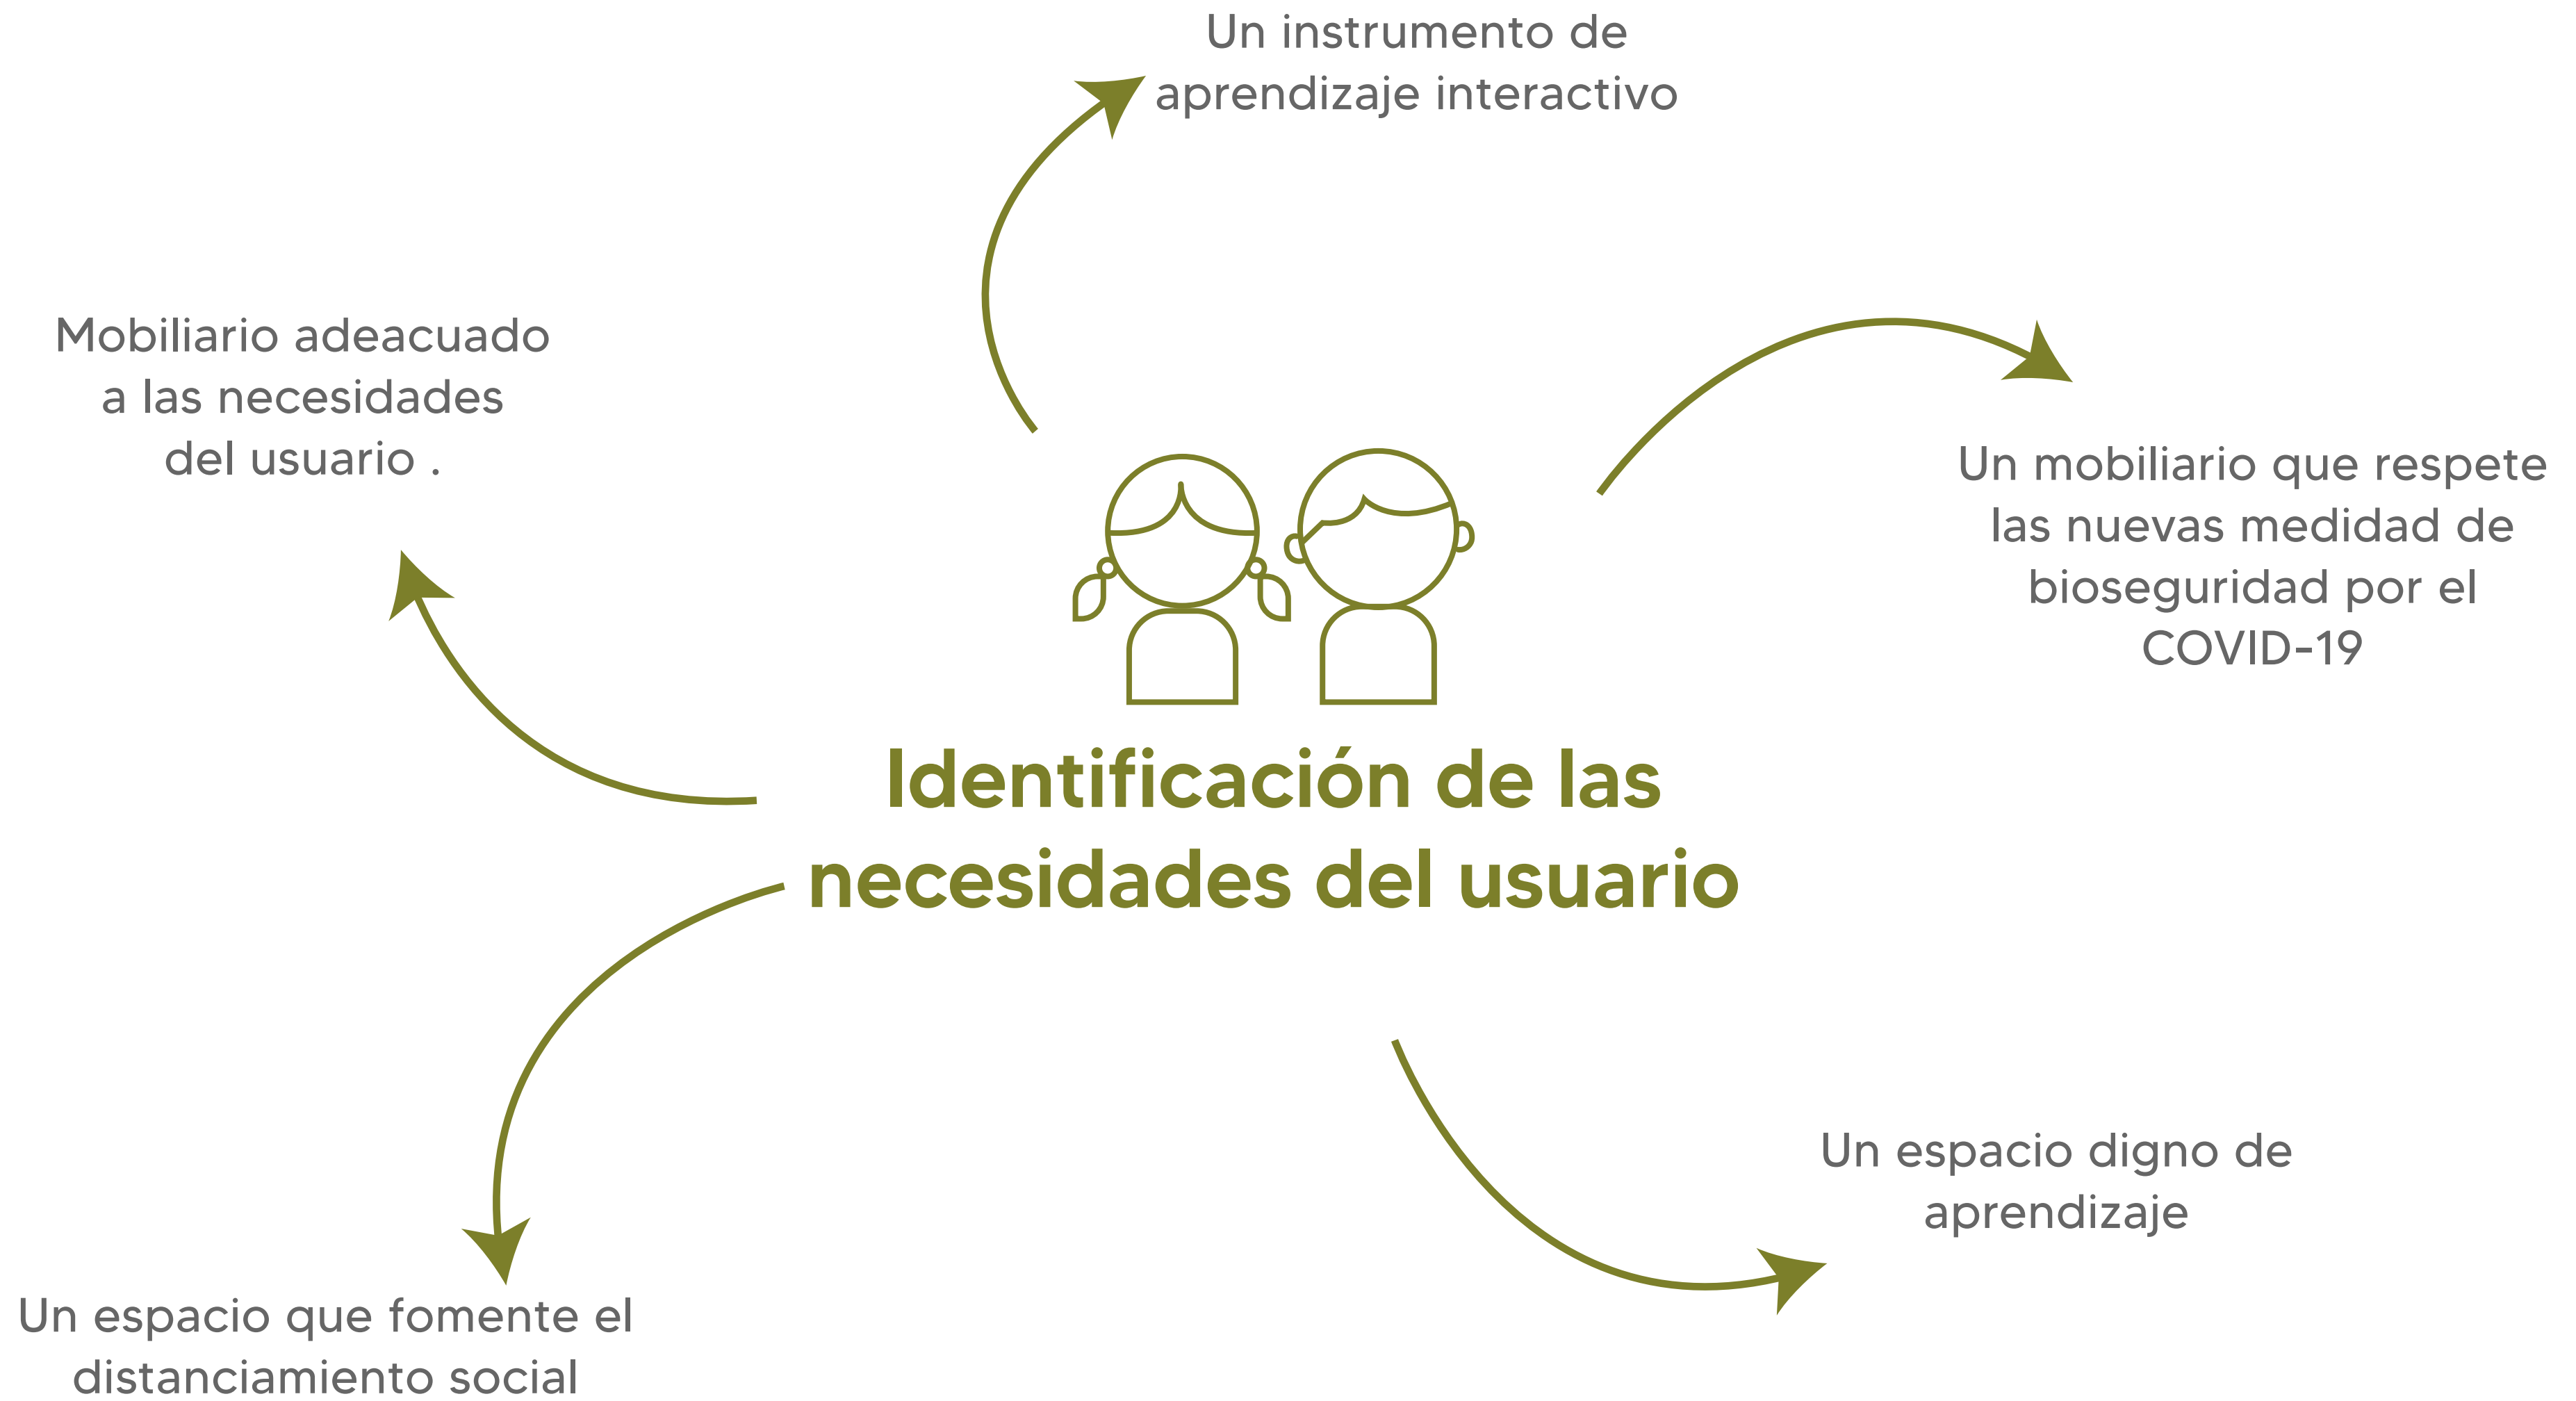 Un instrumento de
aprendizaje interactivo
Mobiliario adeacuado
a las necesidades
del usuario .
Un mobiliario que respete
las nuevas medidad de
bioseguridad por el
COVID-19
Identificación de las
necesidades del usuario
Un espacio digno de
aprendizaje
Un espacio que fomente el
distanciamiento social